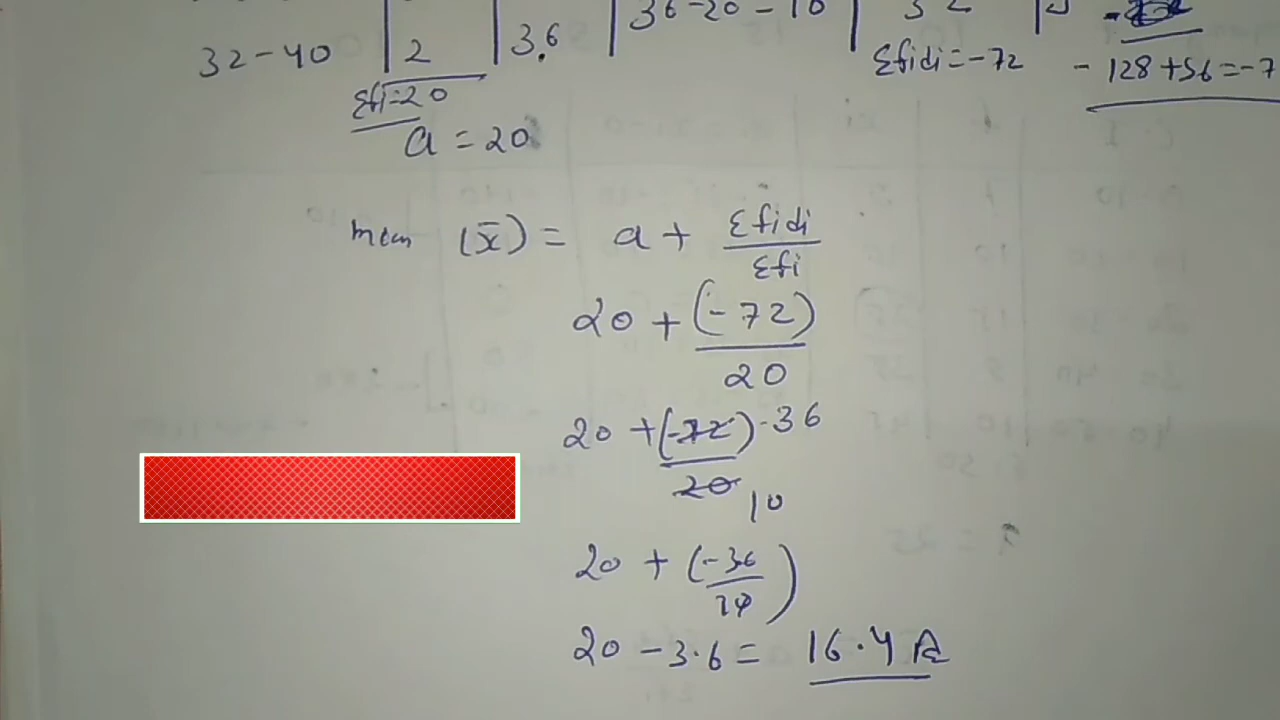 32-40 | 2 | 3.6 | 36-20-16 | 32
Σfi=20
Σfidi=-72
- 128+56=-7
a = 20
mean (x̄) = a + Σfidi/Σfi
20 + (-72)/20
20 + (-72)/20 -36 10
20 + (-36/10)
20 - 3.6 = 16.4 A